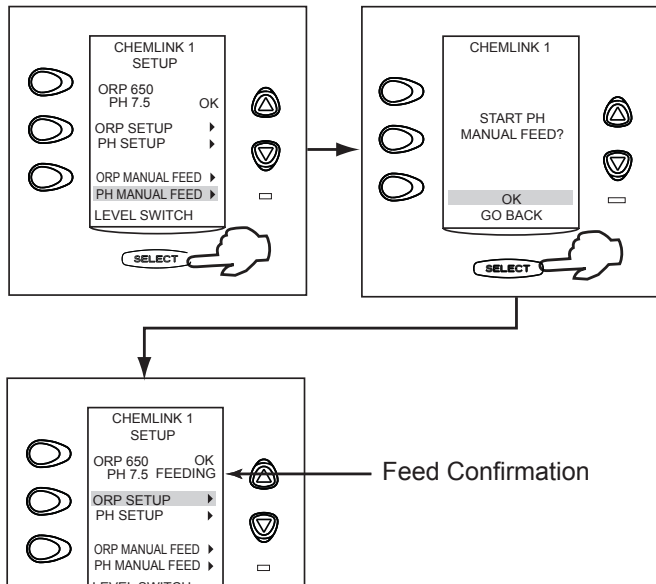 CHEMLINK 1
SETUP
ORP 650
PH 7.5 OK
ORP SETUP
PH SETUP
ORP MANUAL FEED
PH MANUAL FEED
LEVEL SWITCH
SELECT
CHEMLINK 1
START PH
MANUAL FEED?
OK
GO BACK
SELECT
CHEMLINK 1
SETUP
ORP 650 OK
PH 7.5 FEEDING
ORP SETUP
PH SETUP
ORP MANUAL FEED
PH MANUAL FEED
LEVEL SWITCH
Feed Confirmation